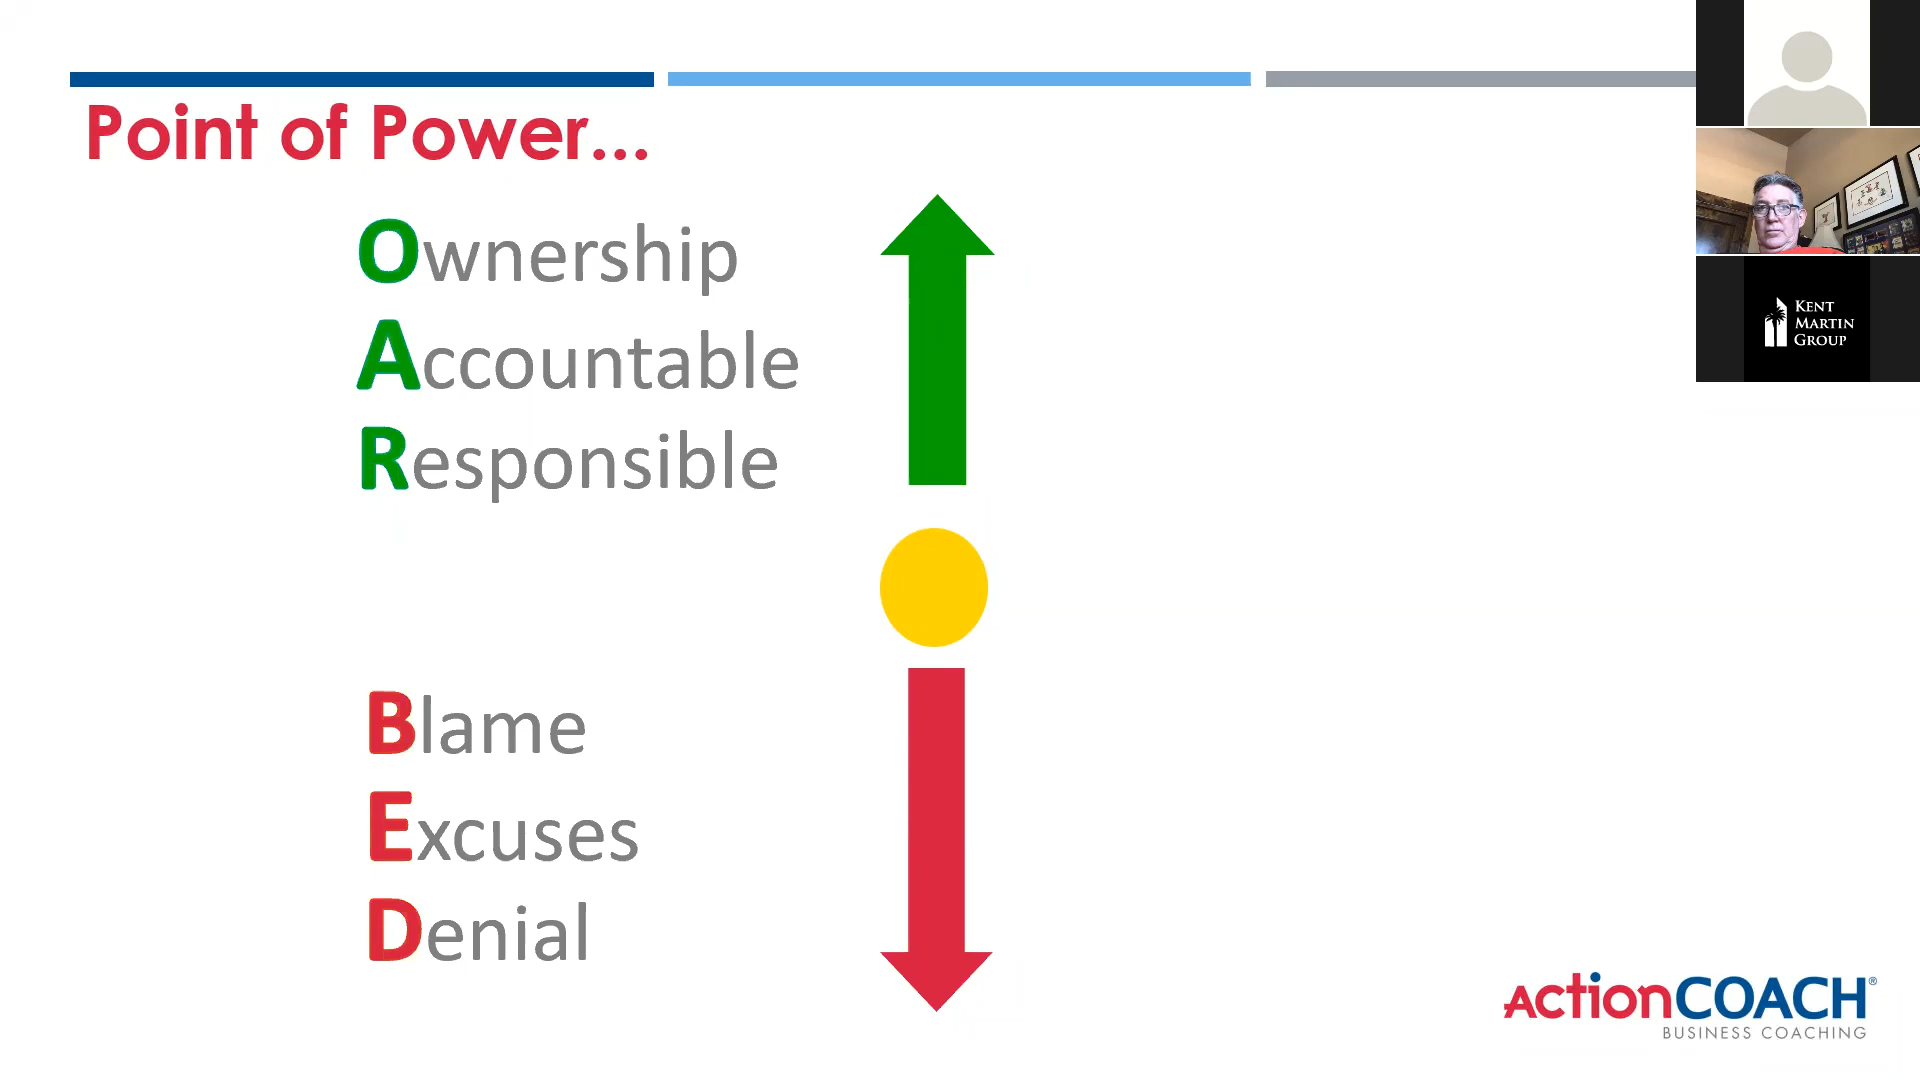 Point of Power...
Ownership
Accountable
Responsible
Blame
Excuses
Denial
KENT
MARTIN
GROUP
ActionCOACH®
BUSINESS COACHING